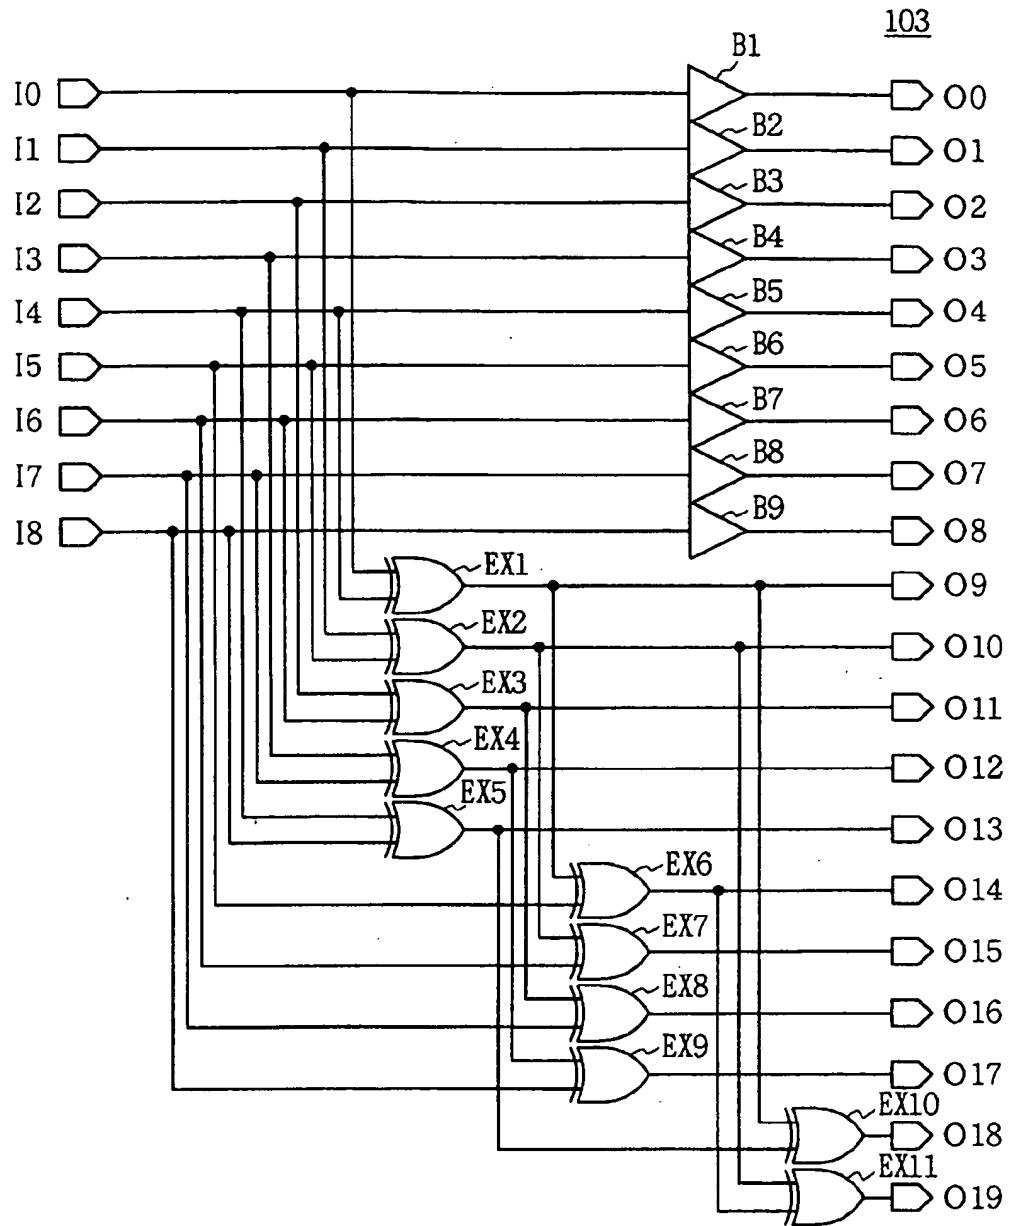 103
B1
I0 O0
B2
I1 O1
B3
I2 O2
B4
I3 O3
B5
I4 O4
B6
I5 O5
B7
I6 O6
B8
I7 O7
B9
I8 O8
EX1
O9
EX2
O10
EX3
O11
EX4
O12
EX5
O13
EX6
O14
EX7
O15
EX8
O16
EX9
O17
EX10
O18
EX11
O19